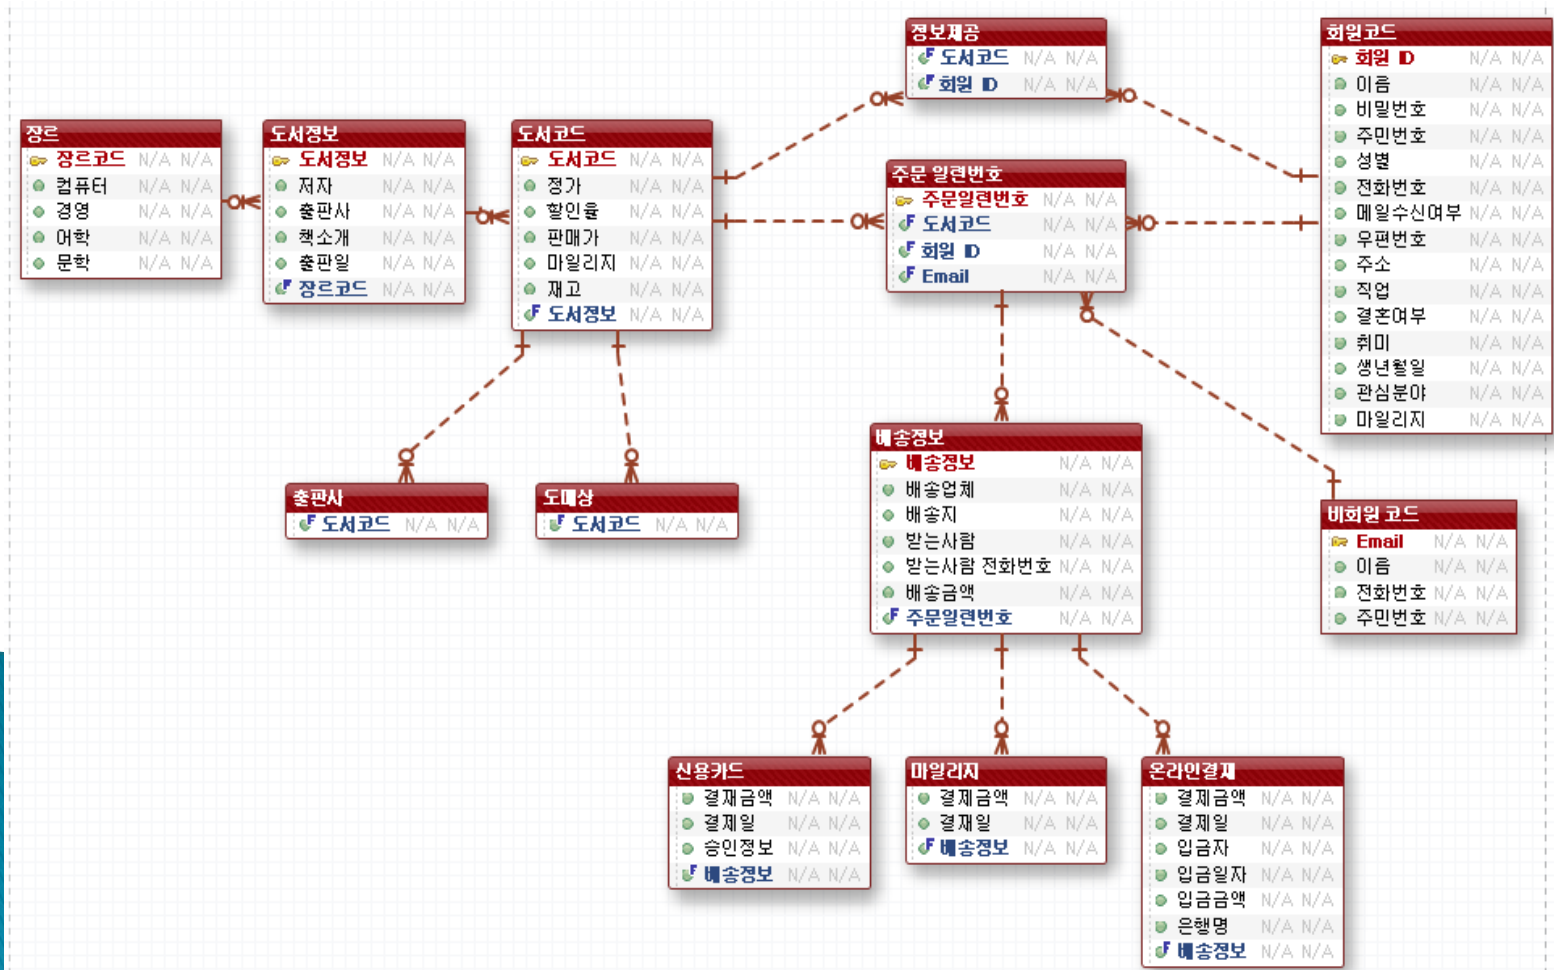 정보제공
도서코드 N/A N/A
회원 ID N/A N/A
회원코드
회원 ID N/A N/A
이름 N/A N/A
비밀번호 N/A N/A
주민번호 N/A N/A
성별 N/A N/A
전화번호 N/A N/A
메일수신여부 N/A N/A
우편번호 N/A N/A
주소 N/A N/A
직업 N/A N/A
결혼여부 N/A N/A
취미 N/A N/A
생년월일 N/A N/A
관심분야 N/A N/A
마일리지 N/A N/A
장르
장르코드 N/A N/A
컴퓨터 N/A N/A
경영 N/A N/A
어학 N/A N/A
문학 N/A N/A
도서정보
도서정보 N/A N/A
저자 N/A N/A
출판사 N/A N/A
책소개 N/A N/A
출판일 N/A N/A
장르코드 N/A N/A
도서코드
도서코드 N/A N/A
정가 N/A N/A
할인율 N/A N/A
판매가 N/A N/A
마일리지 N/A N/A
재고 N/A N/A
도서정보 N/A N/A
주문 일련번호
주문일련번호 N/A N/A
도서코드 N/A N/A
회원 ID N/A N/A
Email N/A N/A
출판사
도서코드 N/A N/A
도매상
도서코드 N/A N/A
배송정보
배송정보 N/A N/A
배송업체 N/A N/A
배송지 N/A N/A
받는사람 N/A N/A
받는사람 전화번호 N/A N/A
배송금액 N/A N/A
주문일련번호 N/A N/A
비회원 코드
Email N/A N/A
이름 N/A N/A
전화번호 N/A N/A
주민번호 N/A N/A
신용카드
결재금액 N/A N/A
결제일 N/A N/A
승인정보 N/A N/A
배송정보 N/A N/A
마일리지
결제금액 N/A N/A
결재일 N/A N/A
배송정보 N/A N/A
온라인결재
결제금액 N/A N/A
결제일 N/A N/A
입금자 N/A N/A
입금일자 N/A N/A
입금금액 N/A N/A
은행명 N/A N/A
배송정보 N/A N/A